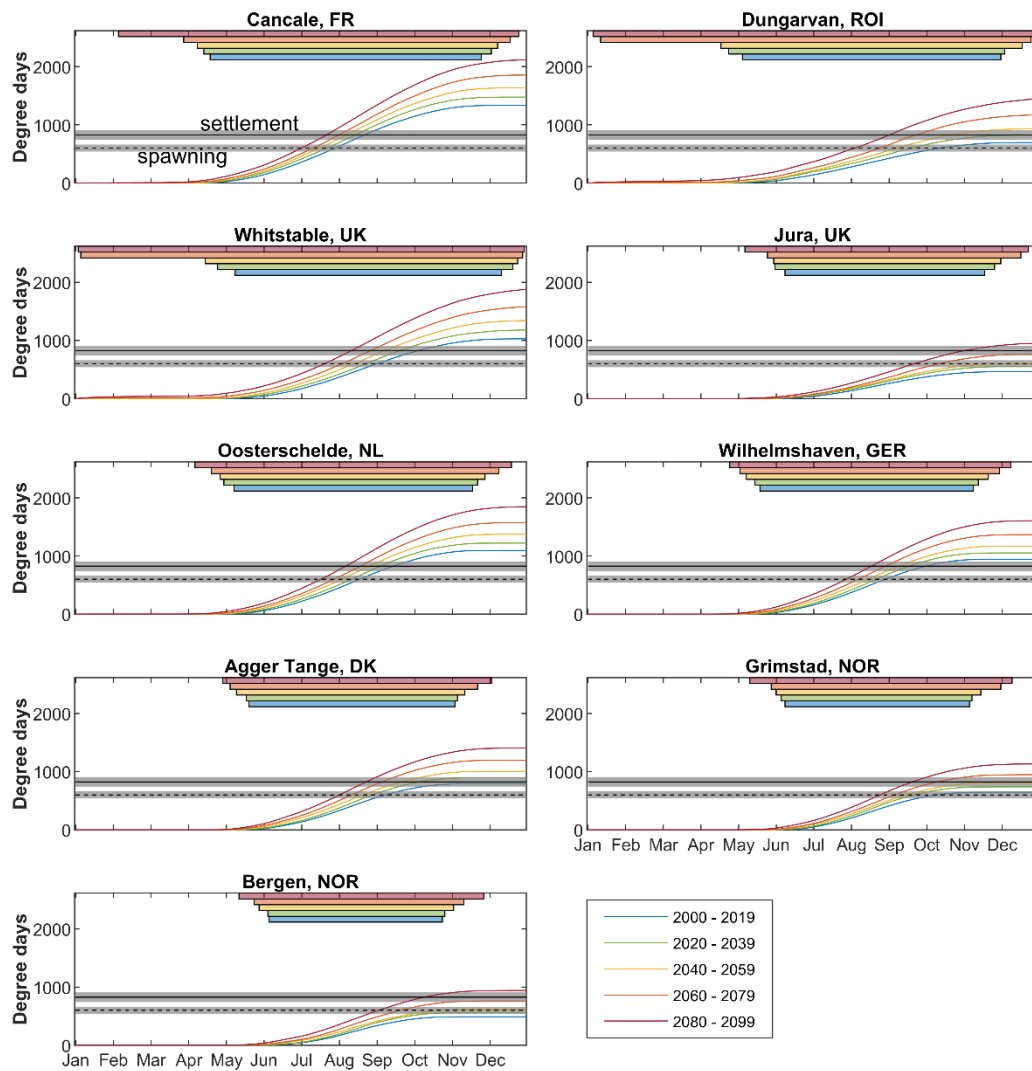 Cancale, FR
Degree days
2000
1000
0
settlement
spawning
Dungarvan, ROI
2000
1000
0
Whitstable, UK
Degree days
2000
1000
0
Jura, UK
2000
1000
0
Oosterschelde, NL
Degree days
2000
1000
0
Wilhelmshaven, GER
2000
1000
0
Agger Tange, DK
Degree days
2000
1000
0
Grimstad, NOR
2000
1000
0
Jan Feb Mar Apr May Jun Jul Aug Sep Oct Nov Dec
Bergen, NOR
Degree days
2000
1000
0
Jan Feb Mar Apr May Jun Jul Aug Sep Oct Nov Dec
2000 - 2019
2020 - 2039
2040 - 2059
2060 - 2079
2080 - 2099